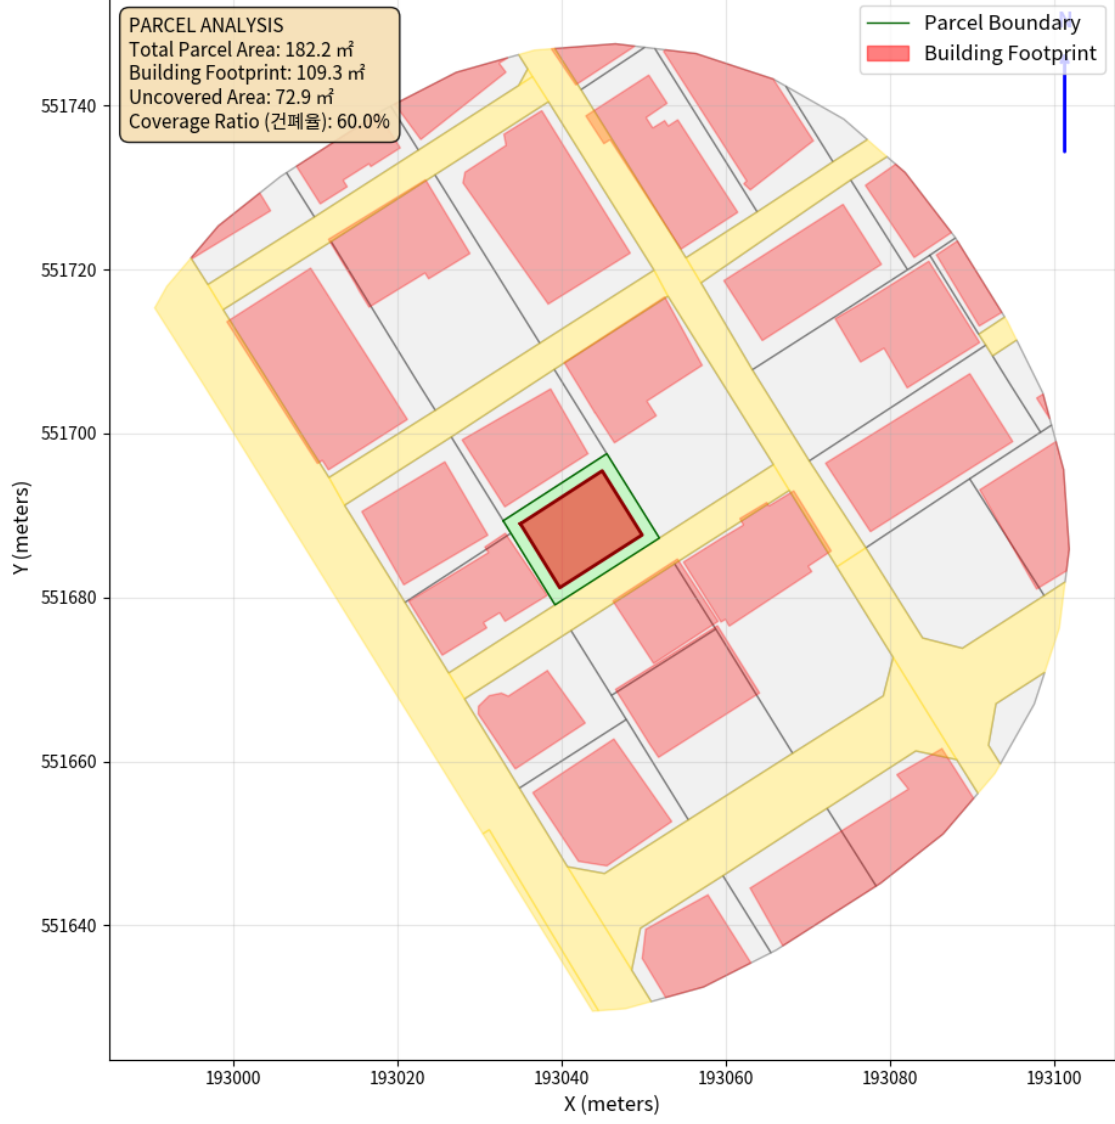 PARCEL ANALYSIS
Total Parcel Area: 182.2 ㎡
Building Footprint: 109.3 ㎡
Uncovered Area: 72.9 ㎡
Coverage Ratio (건폐율): 60.0%
Parcel Boundary
Building Footprint
N
551740
551720
551700
551680
551660
551640
Y (meters)
193000
193020
193040
193060
193080
193100
X (meters)